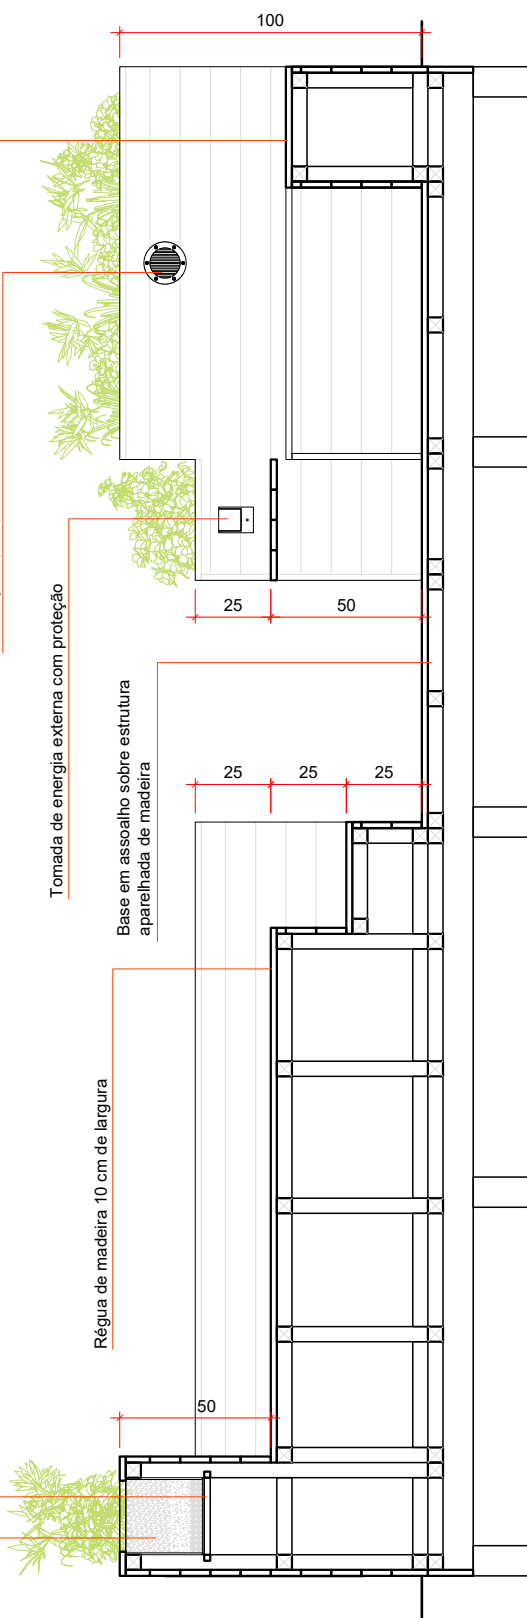 100
Tomada de energia externa com proteção
25
50
Base em assoalho sobre estrutura
aparelhada de madeira
25
25
25
Régua de madeira 10 cm de largura
50